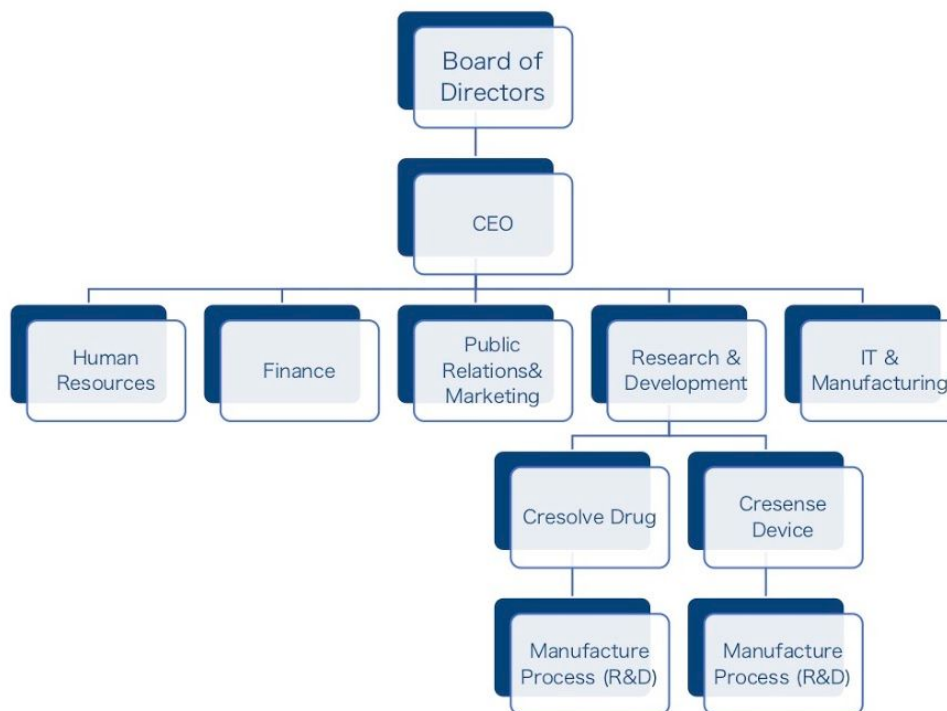 Board of
Directors
CEO
Human
Resources
Finance
Public
Relations&
Marketing
Research &
Development
IT &
Manufacturing
Cresolve Drug
Cresense
Device
Manufacture
Process (R&D)
Manufacture
Process (R&D)